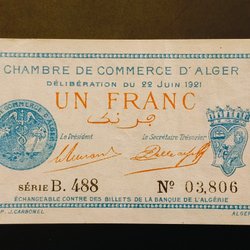 CHAMBRE DE COMMERCE D'ALGER
DÉLIBÉRATION DU 22 JUIN 1921
UN FRANC
Le Président
Le Secrétaire Trésorier
SÉRIE B. 488
Nº 03,806
ÉCHANGEABLE CONTRE DES BILLETS DE LA BANQUE DE L'ALGÉRIE
P. J. CARBONEL
ALGER